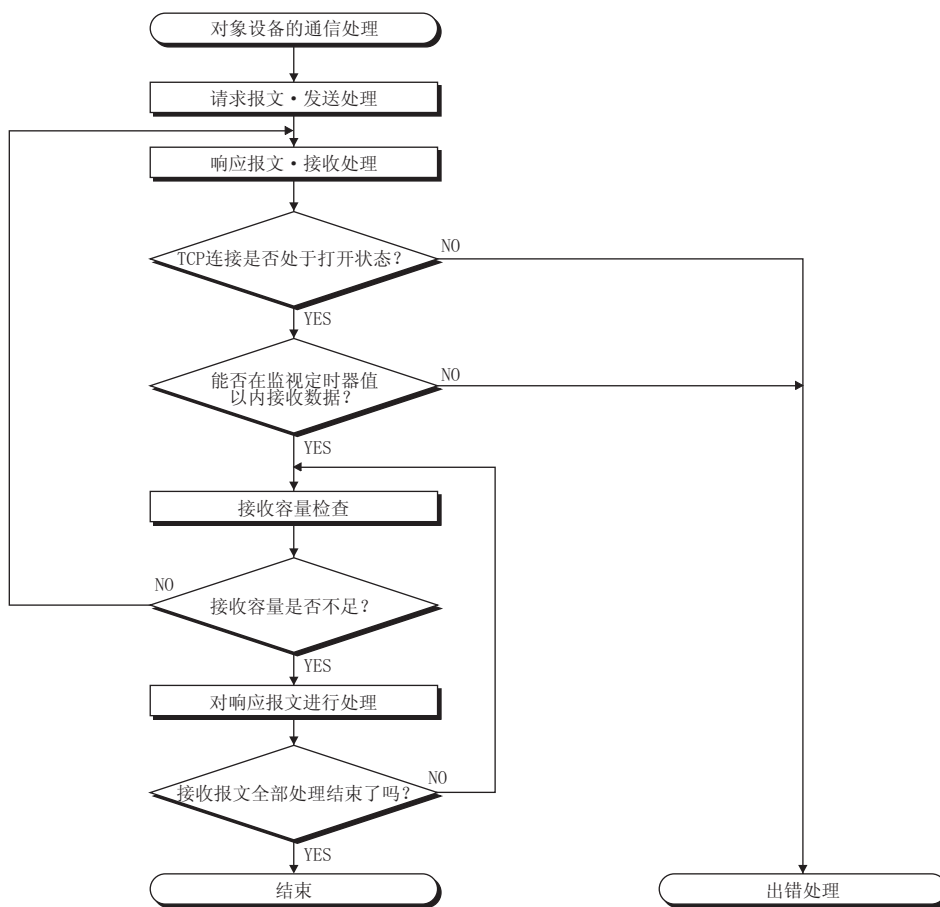 对象设备的通信处理
请求报文·发送处理
响应报文·接收处理
TCP连接是否处于打开状态？
NO
YES
能否在监视定时器值
以内接收数据？
NO
YES
接收容量检查
NO
接收容量是否不足？
YES
对响应报文进行处理
NO
接收报文全部处理结束了吗？
YES
结束
出错处理